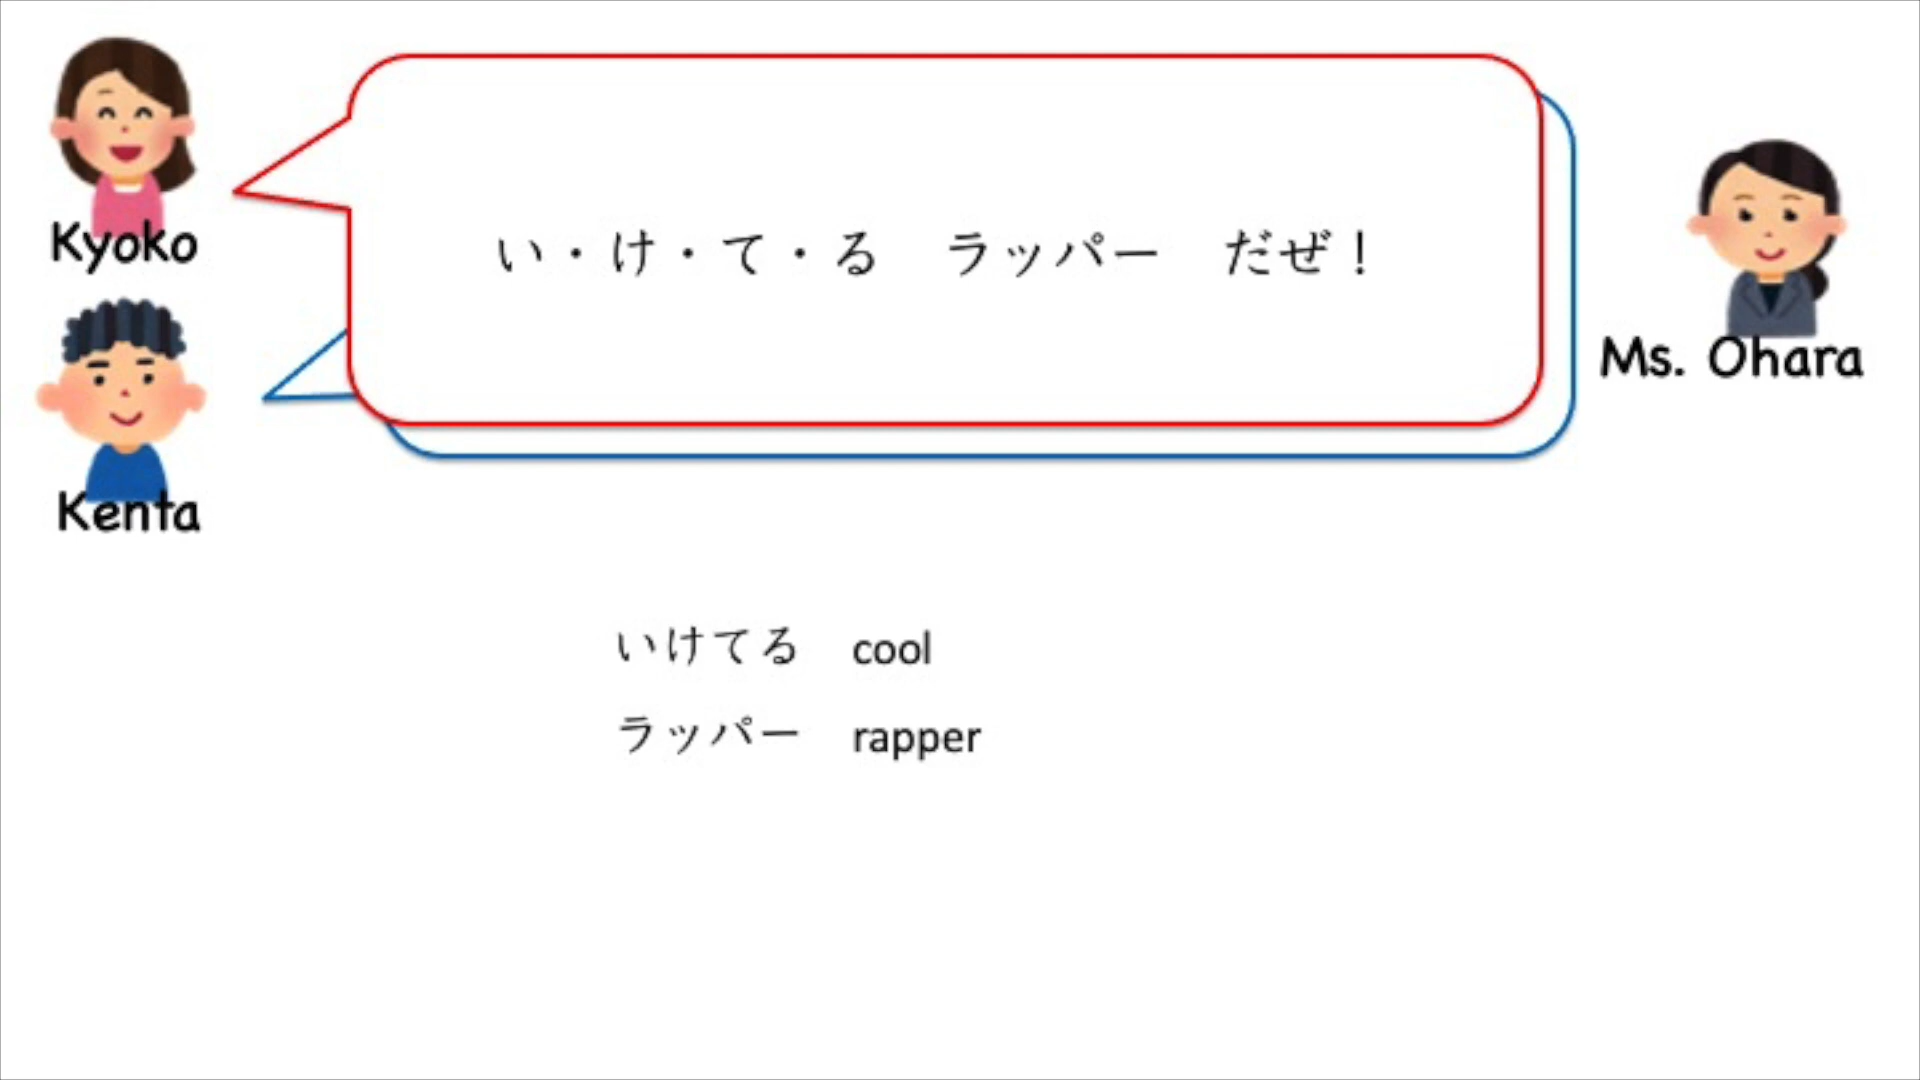 Kyoko
い・け・て・る　ラッパー　だぜ！
Ms. Ohara
Kenta
いけてる　cool
ラッパー　rapper